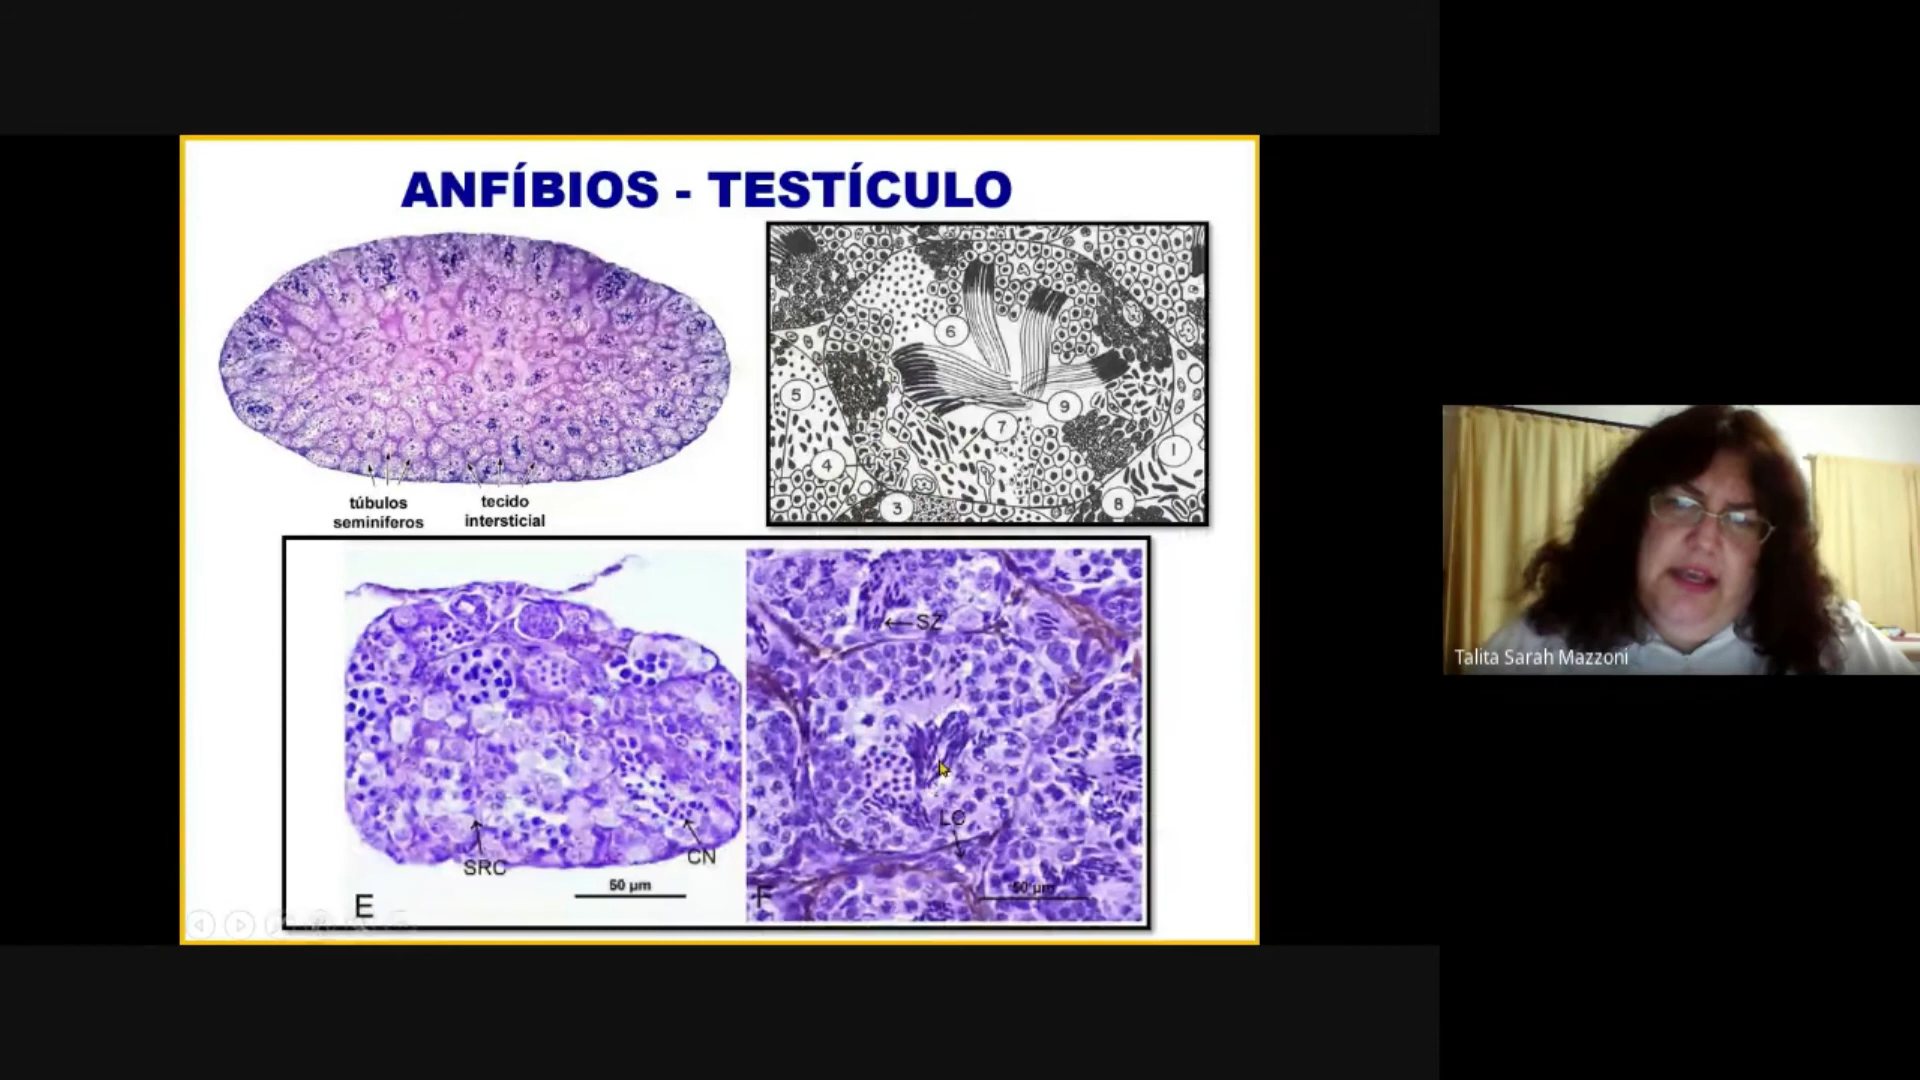 ANFÍBIOS - TESTÍCULO
túbulos
seminíferos
tecido
intersticial
6
5
9
7
4
1
3
8
SZ
LC
SRC
CN
50 µm
50 µm
E
F
Talita Sarah Mazzoni